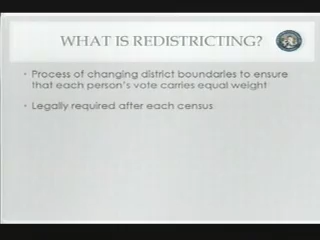 WHAT IS REDISTRICTING?
• Process of changing district boundaries to ensure
that each person's vote carries equal weight
• Legally required after each census